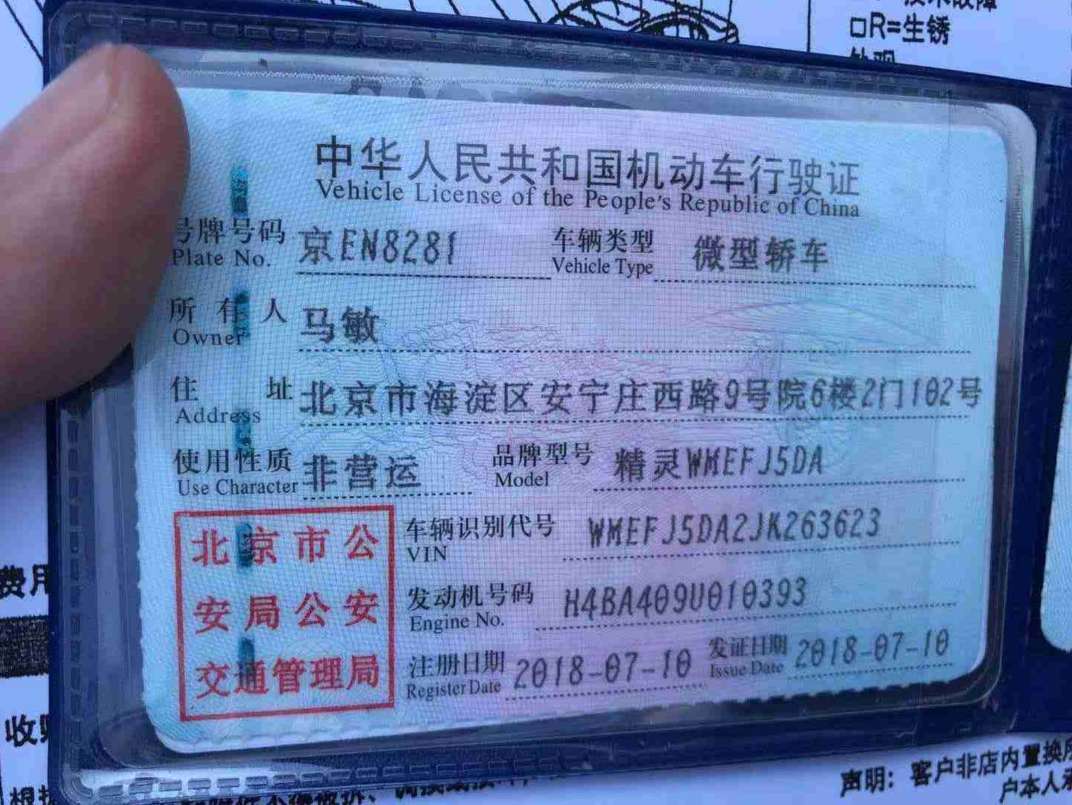 口R=生锈
中华人民共和国机动车行驶证
Vehicle License of the People's Republic of China
号牌号码 京EN8281 车辆类型 微型轿车
Plate No. Vehicle Type
所有人 马敏
Owner
住址 北京市海淀区安宁庄西路9号院6楼2门102号
Address
使用性质 非营运 品牌型号 精灵WMEFJ5DA
Use Character Model
北京市公
安局公安
交通管理局
车辆识别代号 WMEFJ5DA2JK263623
VIN
发动机号码 H4BA409U010393
Engine No.
注册日期 2018-07-10 发证日期 2018-07-10
Register Date Issue Date
费用
声明：客户非店内置换
户本人